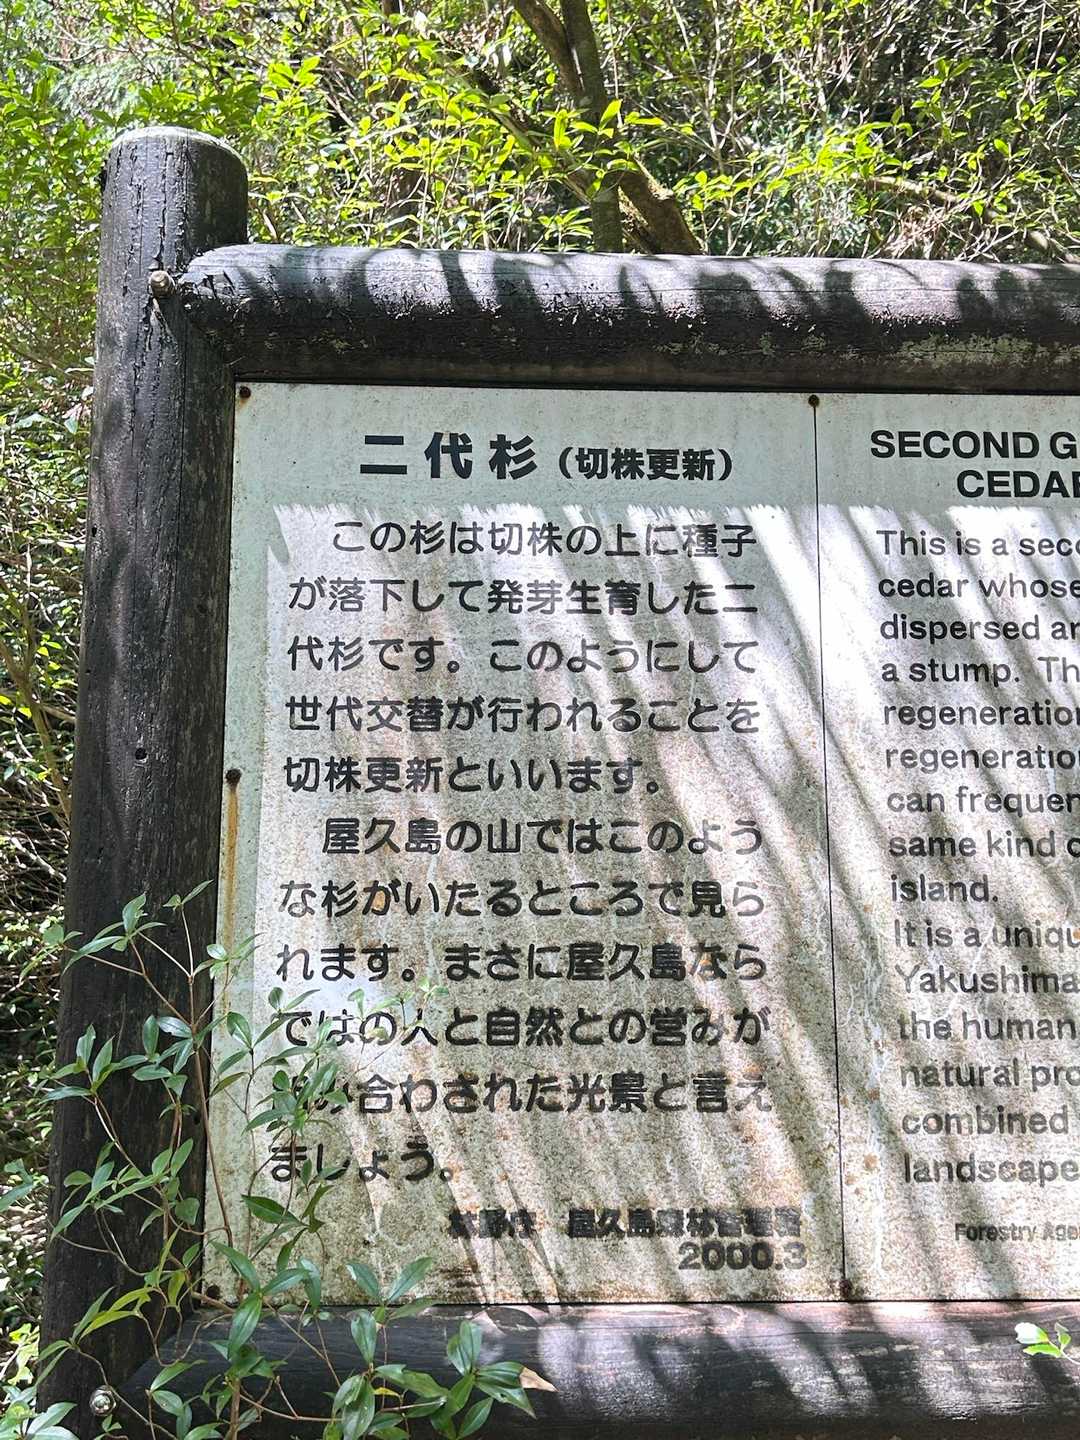 二代杉（切株更新）
この杉は切株の上に種子
が落下して発芽生育した二
代杉です。このようにして
世代交替が行われることを
切株更新といいます。
屋久島の山ではこのよう
な杉がいたるところで見ら
れます。まさに屋久島なら
ではの人と自然との営みが
み合わされた光景と言え
ましょう。
林野庁　屋久島森林管理署
2000.3
SECOND G
CEDAR
This is a seco
cedar whose
dispersed an
a stump. Th
regeneration
regeneration
can frequen
same kind o
island.
It is a uniqu
Yakushima
the human
natural pro
combined
landscape
Forestry Age